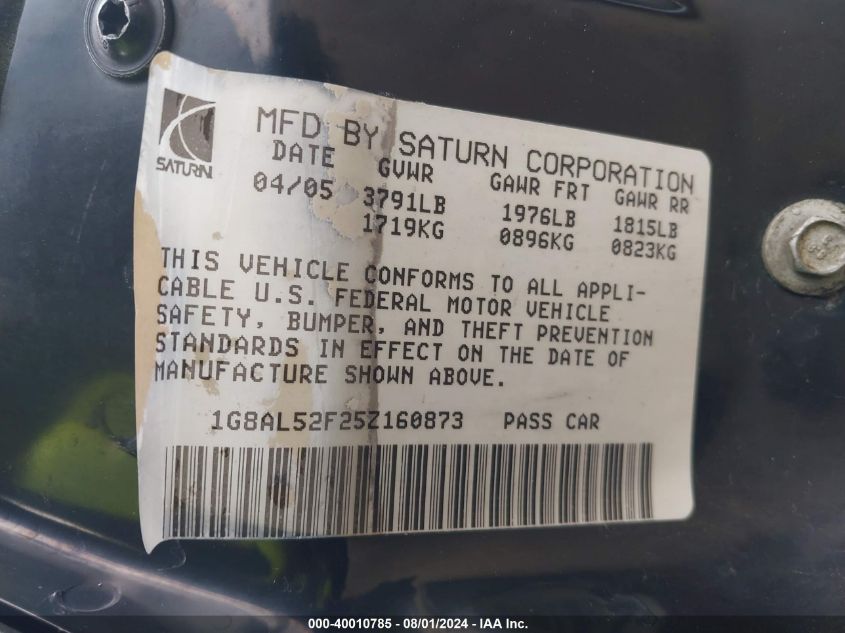 SATURN
MFD BY SATURN CORPORATION
DATE GVWR GAWR FRT GAWR RR
04/05 3791LB 1976LB 1815LB
1719KG 0896KG 0823KG
THIS VEHICLE CONFORMS TO ALL APPLI-
CABLE U.S. FEDERAL MOTOR VEHICLE
SAFETY, BUMPER, AND THEFT PREVENTION
STANDARDS IN EFFECT ON THE DATE OF
MANUFACTURE SHOWN ABOVE.
1G8AL52F25Z160873 PASS CAR
000-40010785 - 08/01/2024 - IAA Inc.